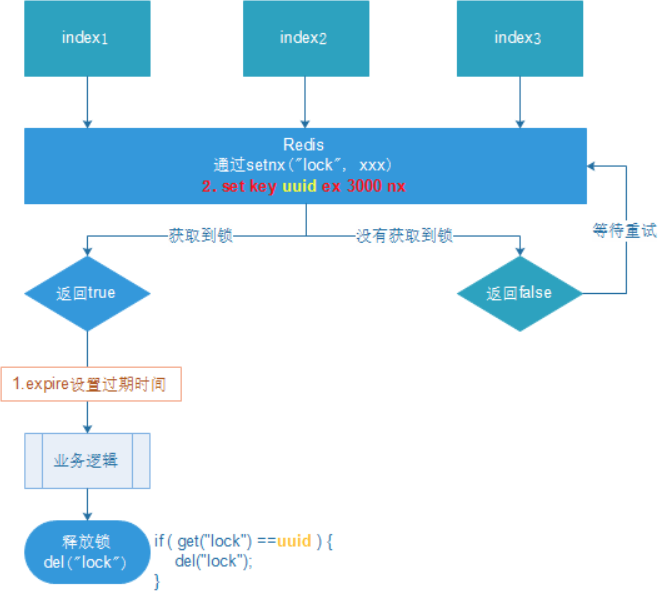 index1
index2
index3
Redis
通过setnx("lock", xxx)
2. set key uuid ex 3000 nx
获取到锁
没有获取到锁
等待重试
返回true
返回false
1.expire设置过期时间
业务逻辑
释放锁
del("lock")
if ( get("lock") ==uuid ) {
del("lock");
}